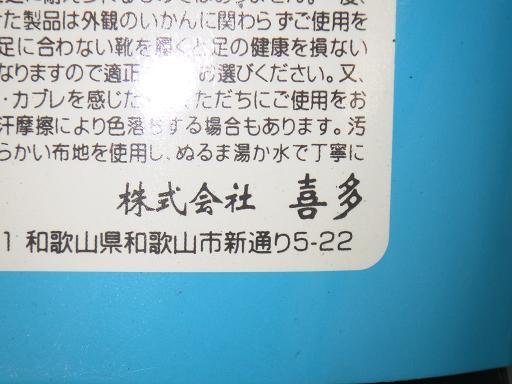 た製品は外観のいかんに関わらずご使用を
足に合わない靴を履くと足の健康を損ない
なりますので適正 お選びください。又、
・カブレを感じた ただちにご使用をお
汗摩擦により色落ちする場合もあります。汚
らかい布地を使用し、ぬるま湯か水で丁寧に
株式会社 喜多
1 和歌山県和歌山市新通り5-22